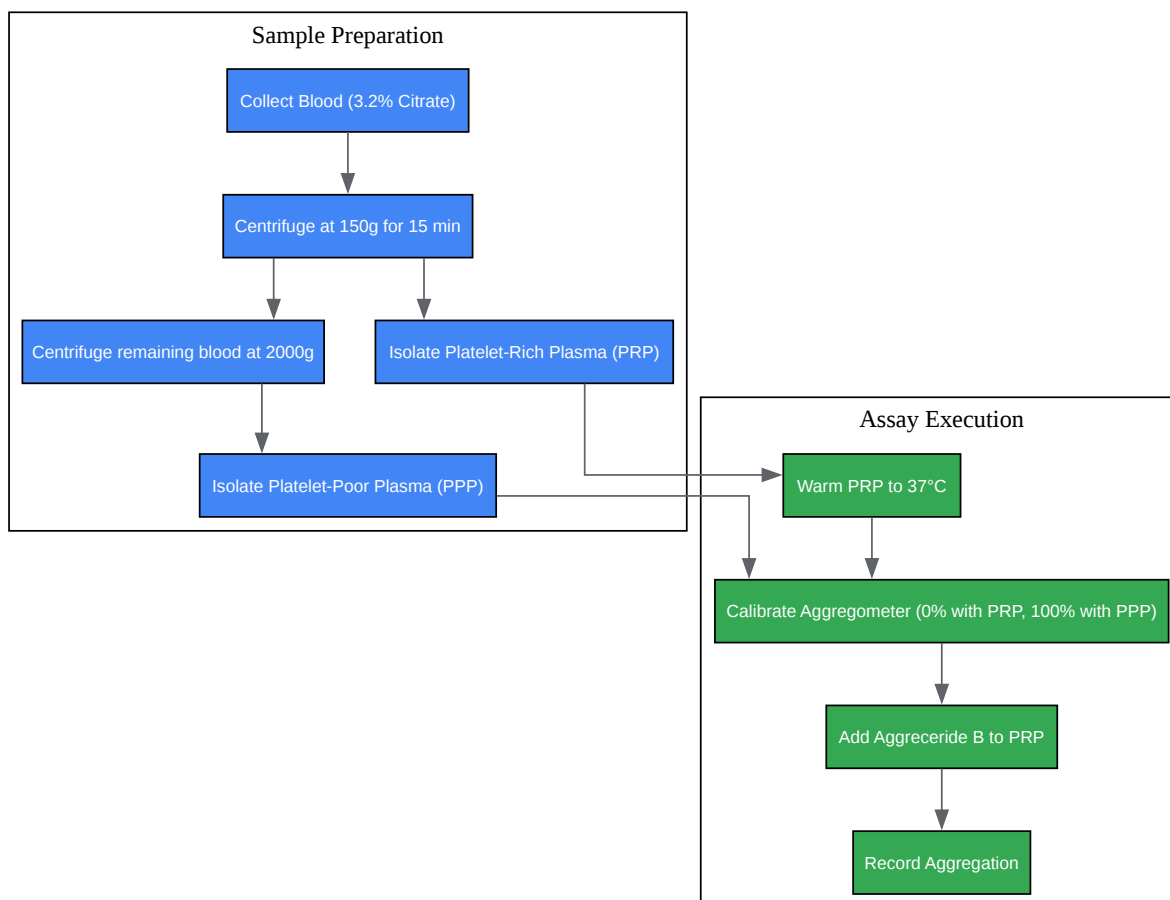 Sample Preparation
Collect Blood (3.2% Citrate)
Centrifuge at 150g for 15 min
Centrifuge remaining blood at 2000g
Isolate Platelet-Rich Plasma (PRP)
Isolate Platelet-Poor Plasma (PPP)
Assay Execution
Warm PRP to 37°C
Calibrate Aggregometer (0% with PRP, 100% with PPP)
Add Aggreceride B to PRP
Record Aggregation